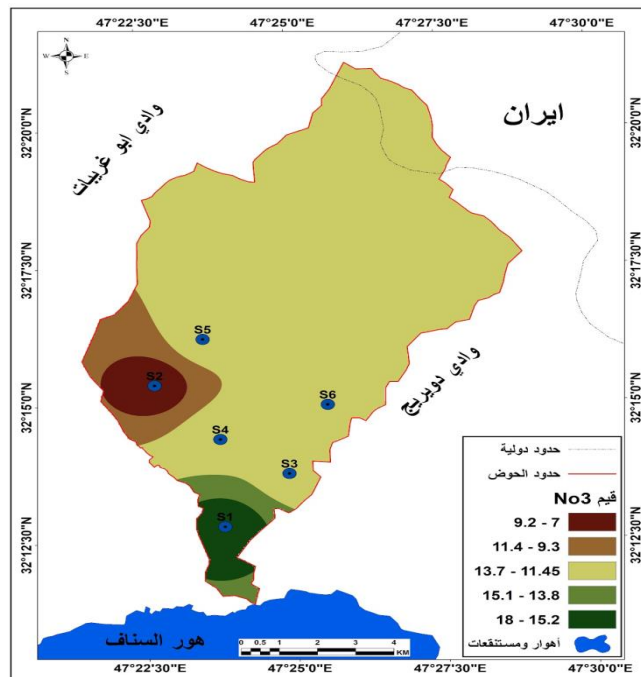 47°22'30"E 47°25'0"E 47°27'30"E 47°30'0"E
N
W E
S
ايران
وادي ابو غريبات
32°20'0"N 32°20'0"N
32°17'30"N 32°17'30"N
S5
S2
وادي دويريج
S6
32°15'0"N 32°15'0"N
S4
S3
S1
32°12'30"N 32°12'30"N
حدود دولية
حدود الحوض
قيم No3
9.2 - 7
11.4 - 9.3
13.7 - 11.45
15.1 - 13.8
18 - 15.2
أهوار ومستنقعات
هور السناف
0 0.5 1 2 3 4
KM
47°22'30"E 47°25'0"E 47°27'30"E 47°30'0"E